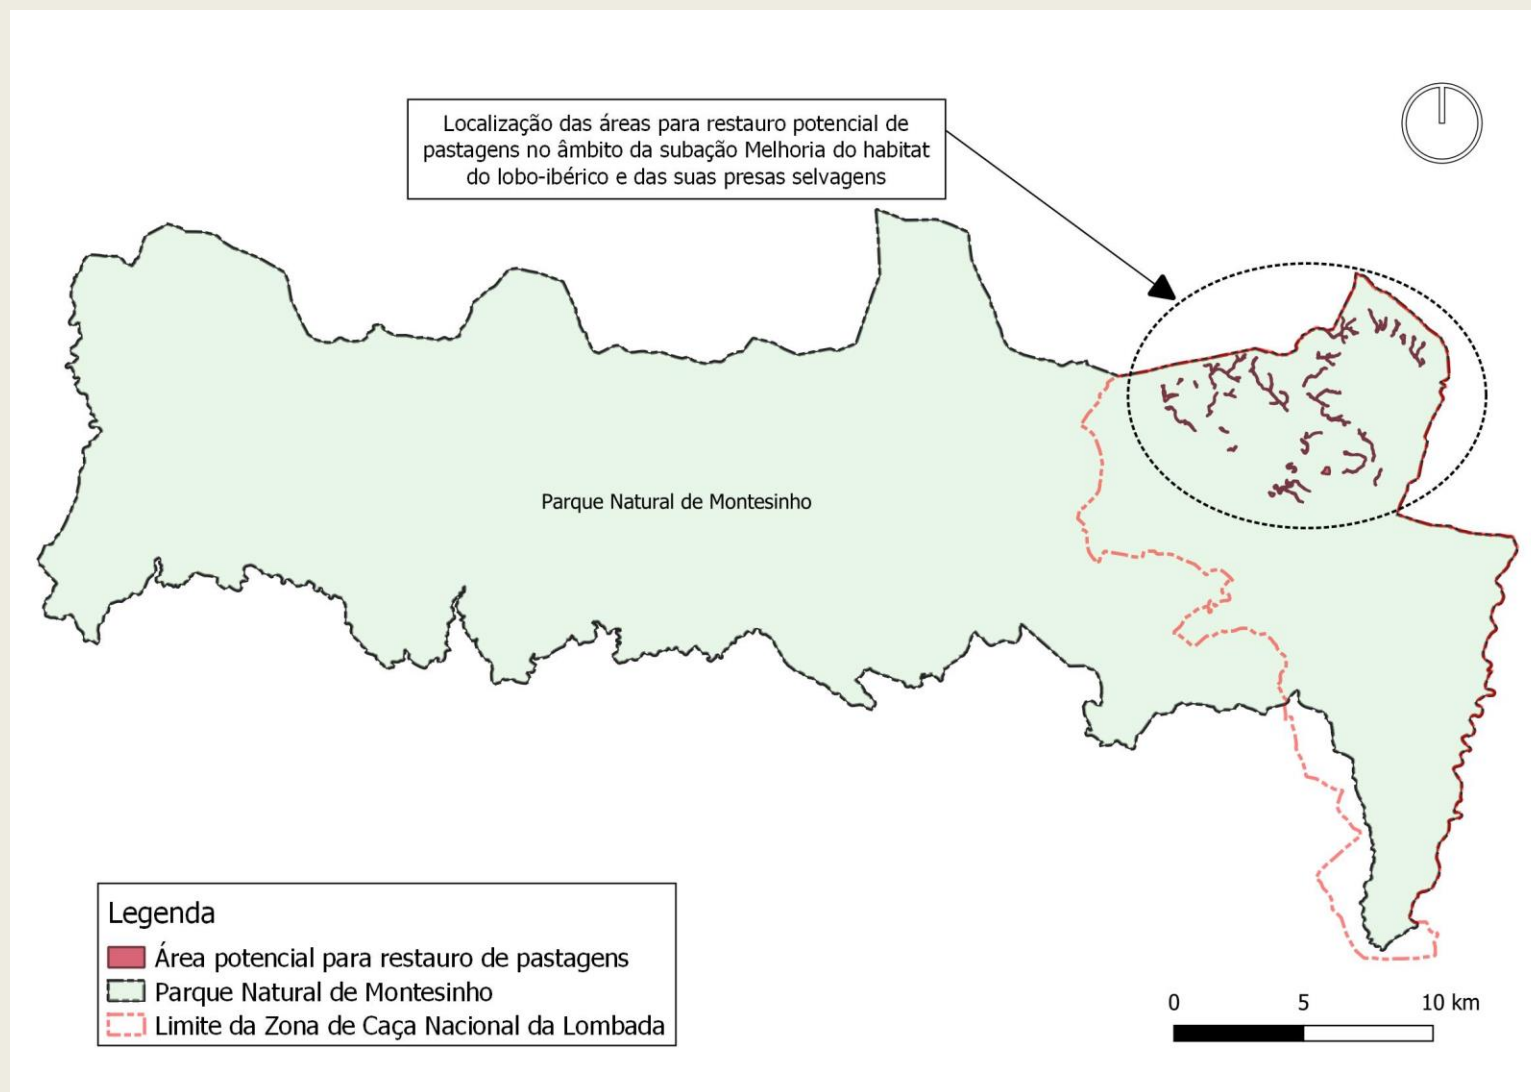 Localização das áreas para restauro potencial de
pastagens no âmbito da subação Melhoria do habitat
do lobo-ibérico e das suas presas selvagens
Parque Natural de Montesinho
Legenda
Área potencial para restauro de pastagens
Parque Natural de Montesinho
Limite da Zona de Caça Nacional da Lombada
0 5 10 km